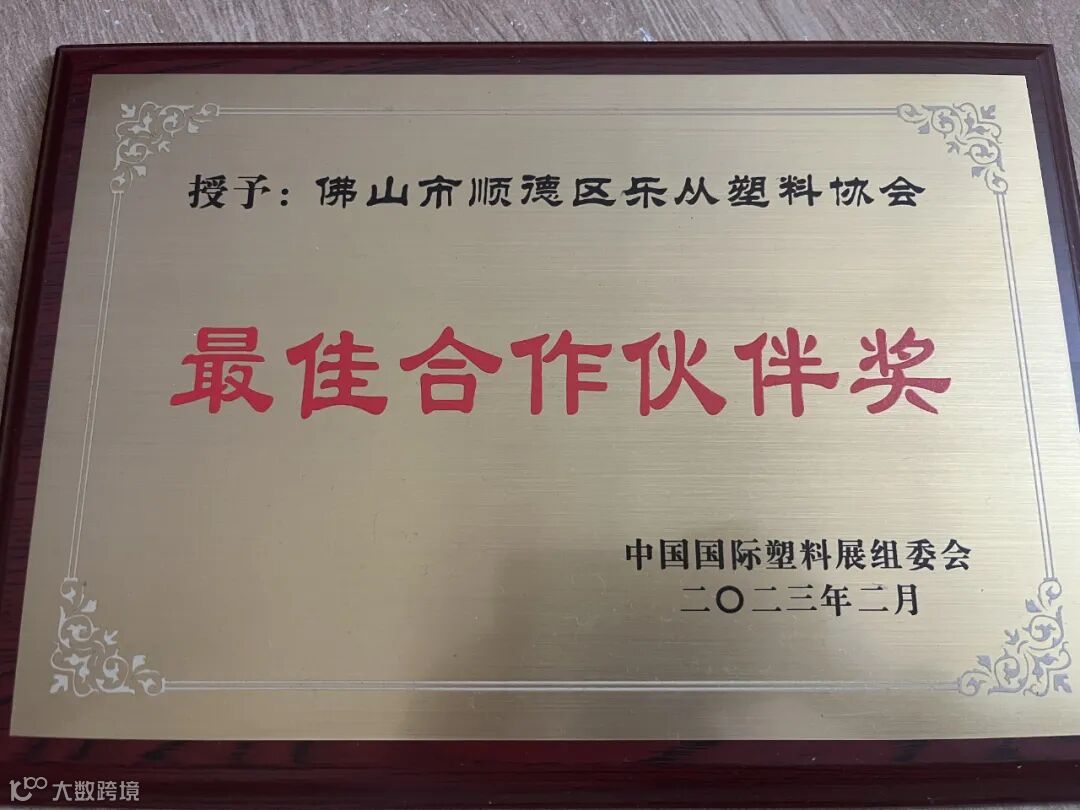 授予：佛山市顺德区乐从塑料协会
最佳合作伙伴奖
中国国际塑料展组委会
二〇二三年二月
大数跨境